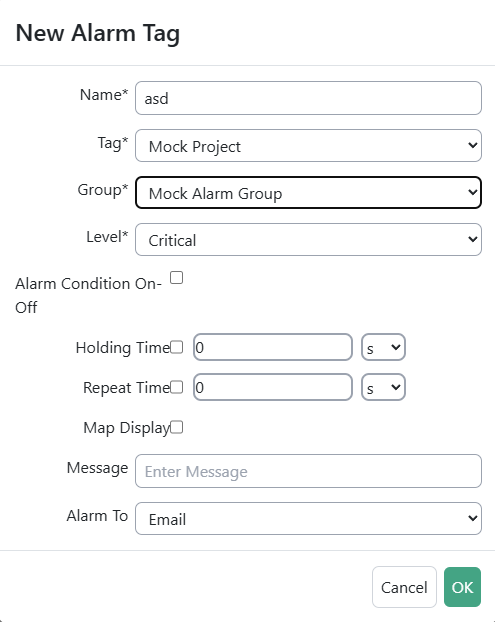 New Alarm Tag
Name* asd
Tag* Mock Project
Group* Mock Alarm Group
Level* Critical
Alarm Condition On-
Off
Holding Time 0 s
Repeat Time 0 s
Map Display
Message Enter Message
Alarm To Email
Cancel OK